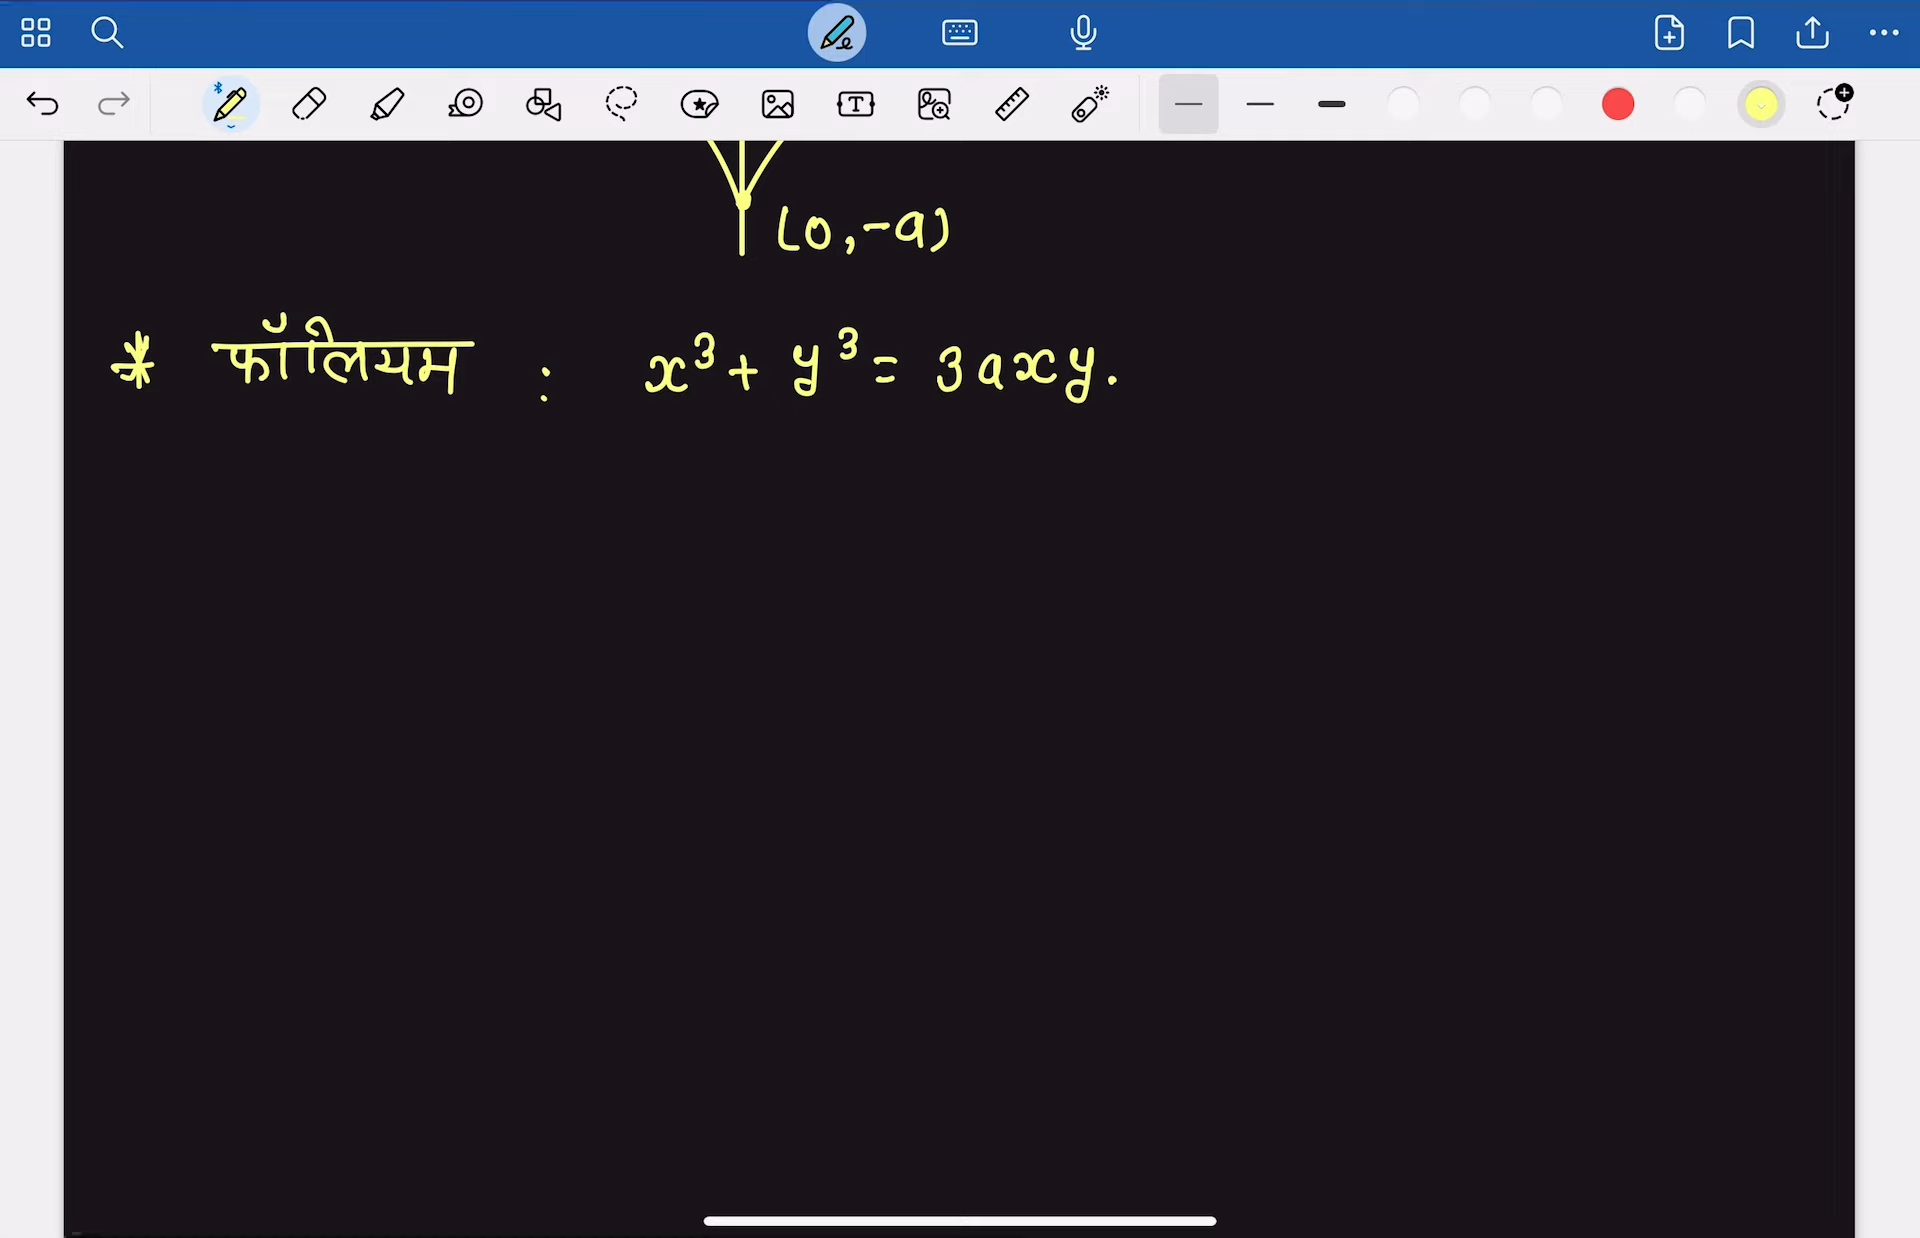 (0,-a)
* फॉलियम : x³ + y³ = 3axy.